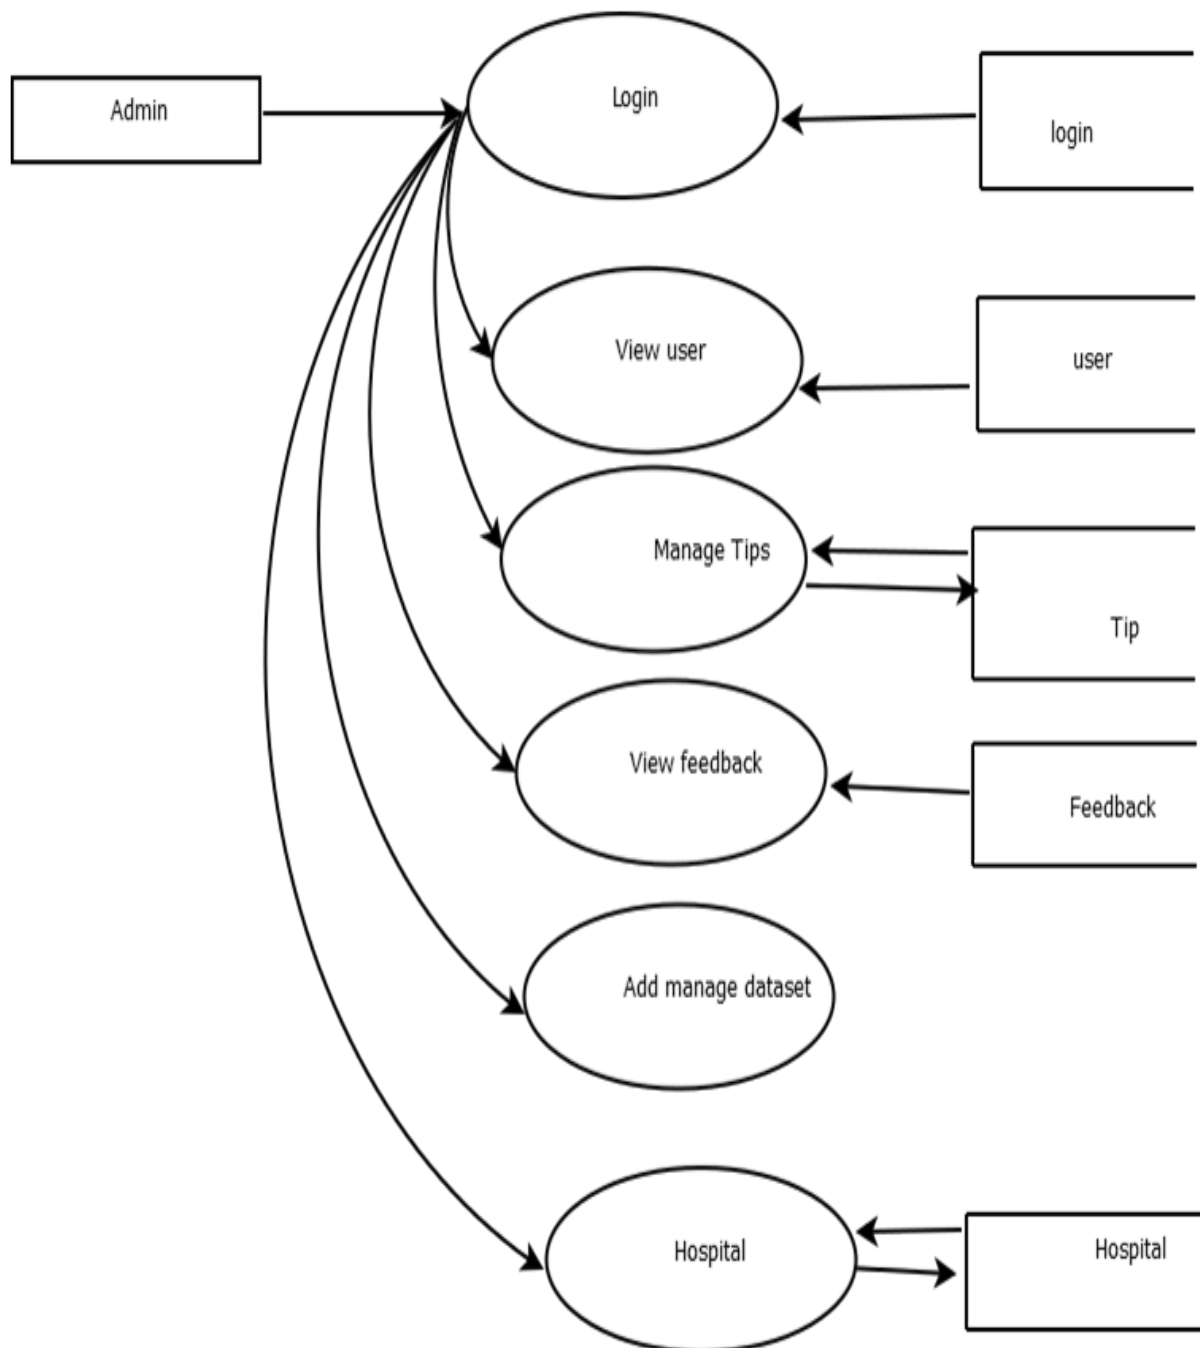 Admin
Login
login
View user
user
Manage Tips
Tip
View feedback
Feedback
Add manage dataset
Hospital
Hospital